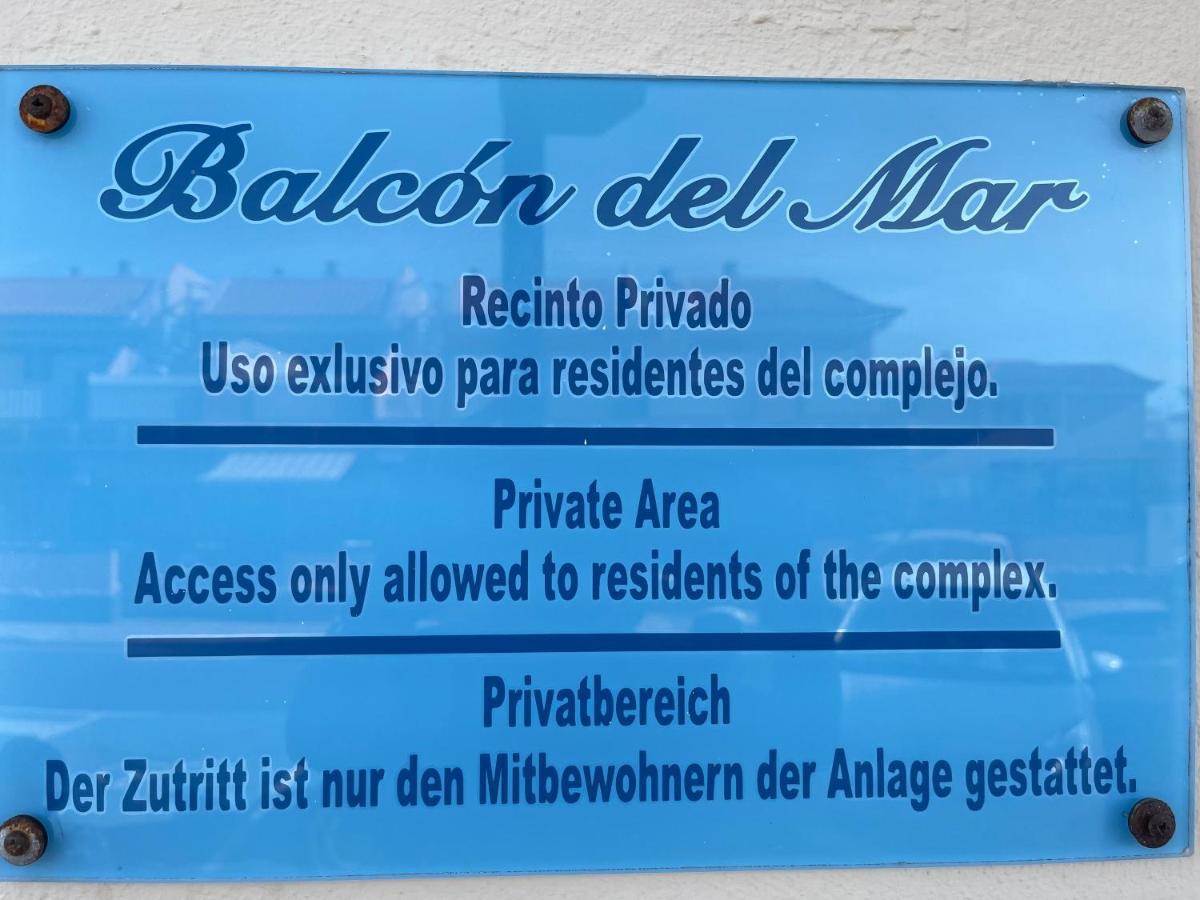 Balcón del Mar
Recinto Privado
Uso exlusivo para residentes del complejo.
Private Area
Access only allowed to residents of the complex.
Privatbereich
Der Zutritt ist nur den Mitbewohnern der Anlage gestattet.